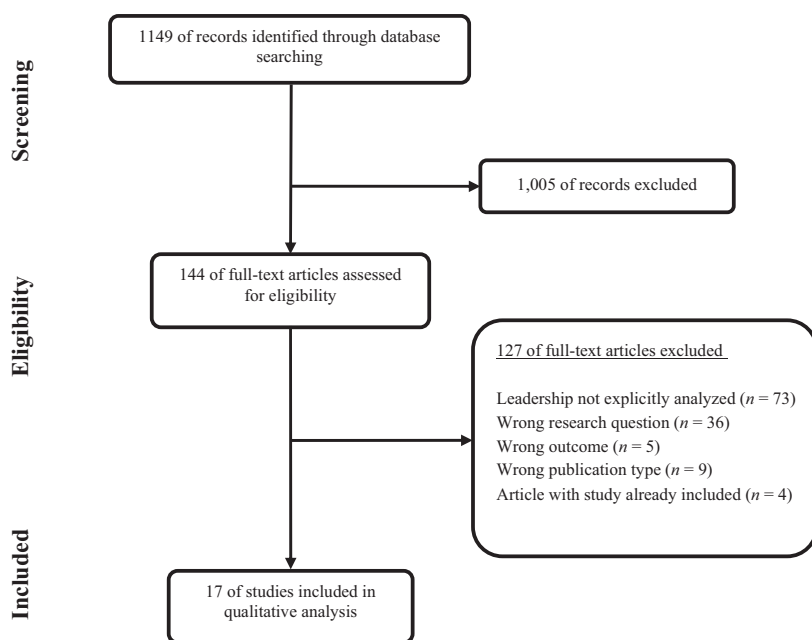 Screening
1149 of records identified through database
searching
1,005 of records excluded
Eligibility
144 of full-text articles assessed
for eligibility
127 of full-text articles excluded
Leadership not explicitly analyzed (n = 73)
Wrong research question (n = 36)
Wrong outcome (n = 5)
Wrong publication type (n = 9)
Article with study already included (n = 4)
Included
17 of studies included in
qualitative analysis